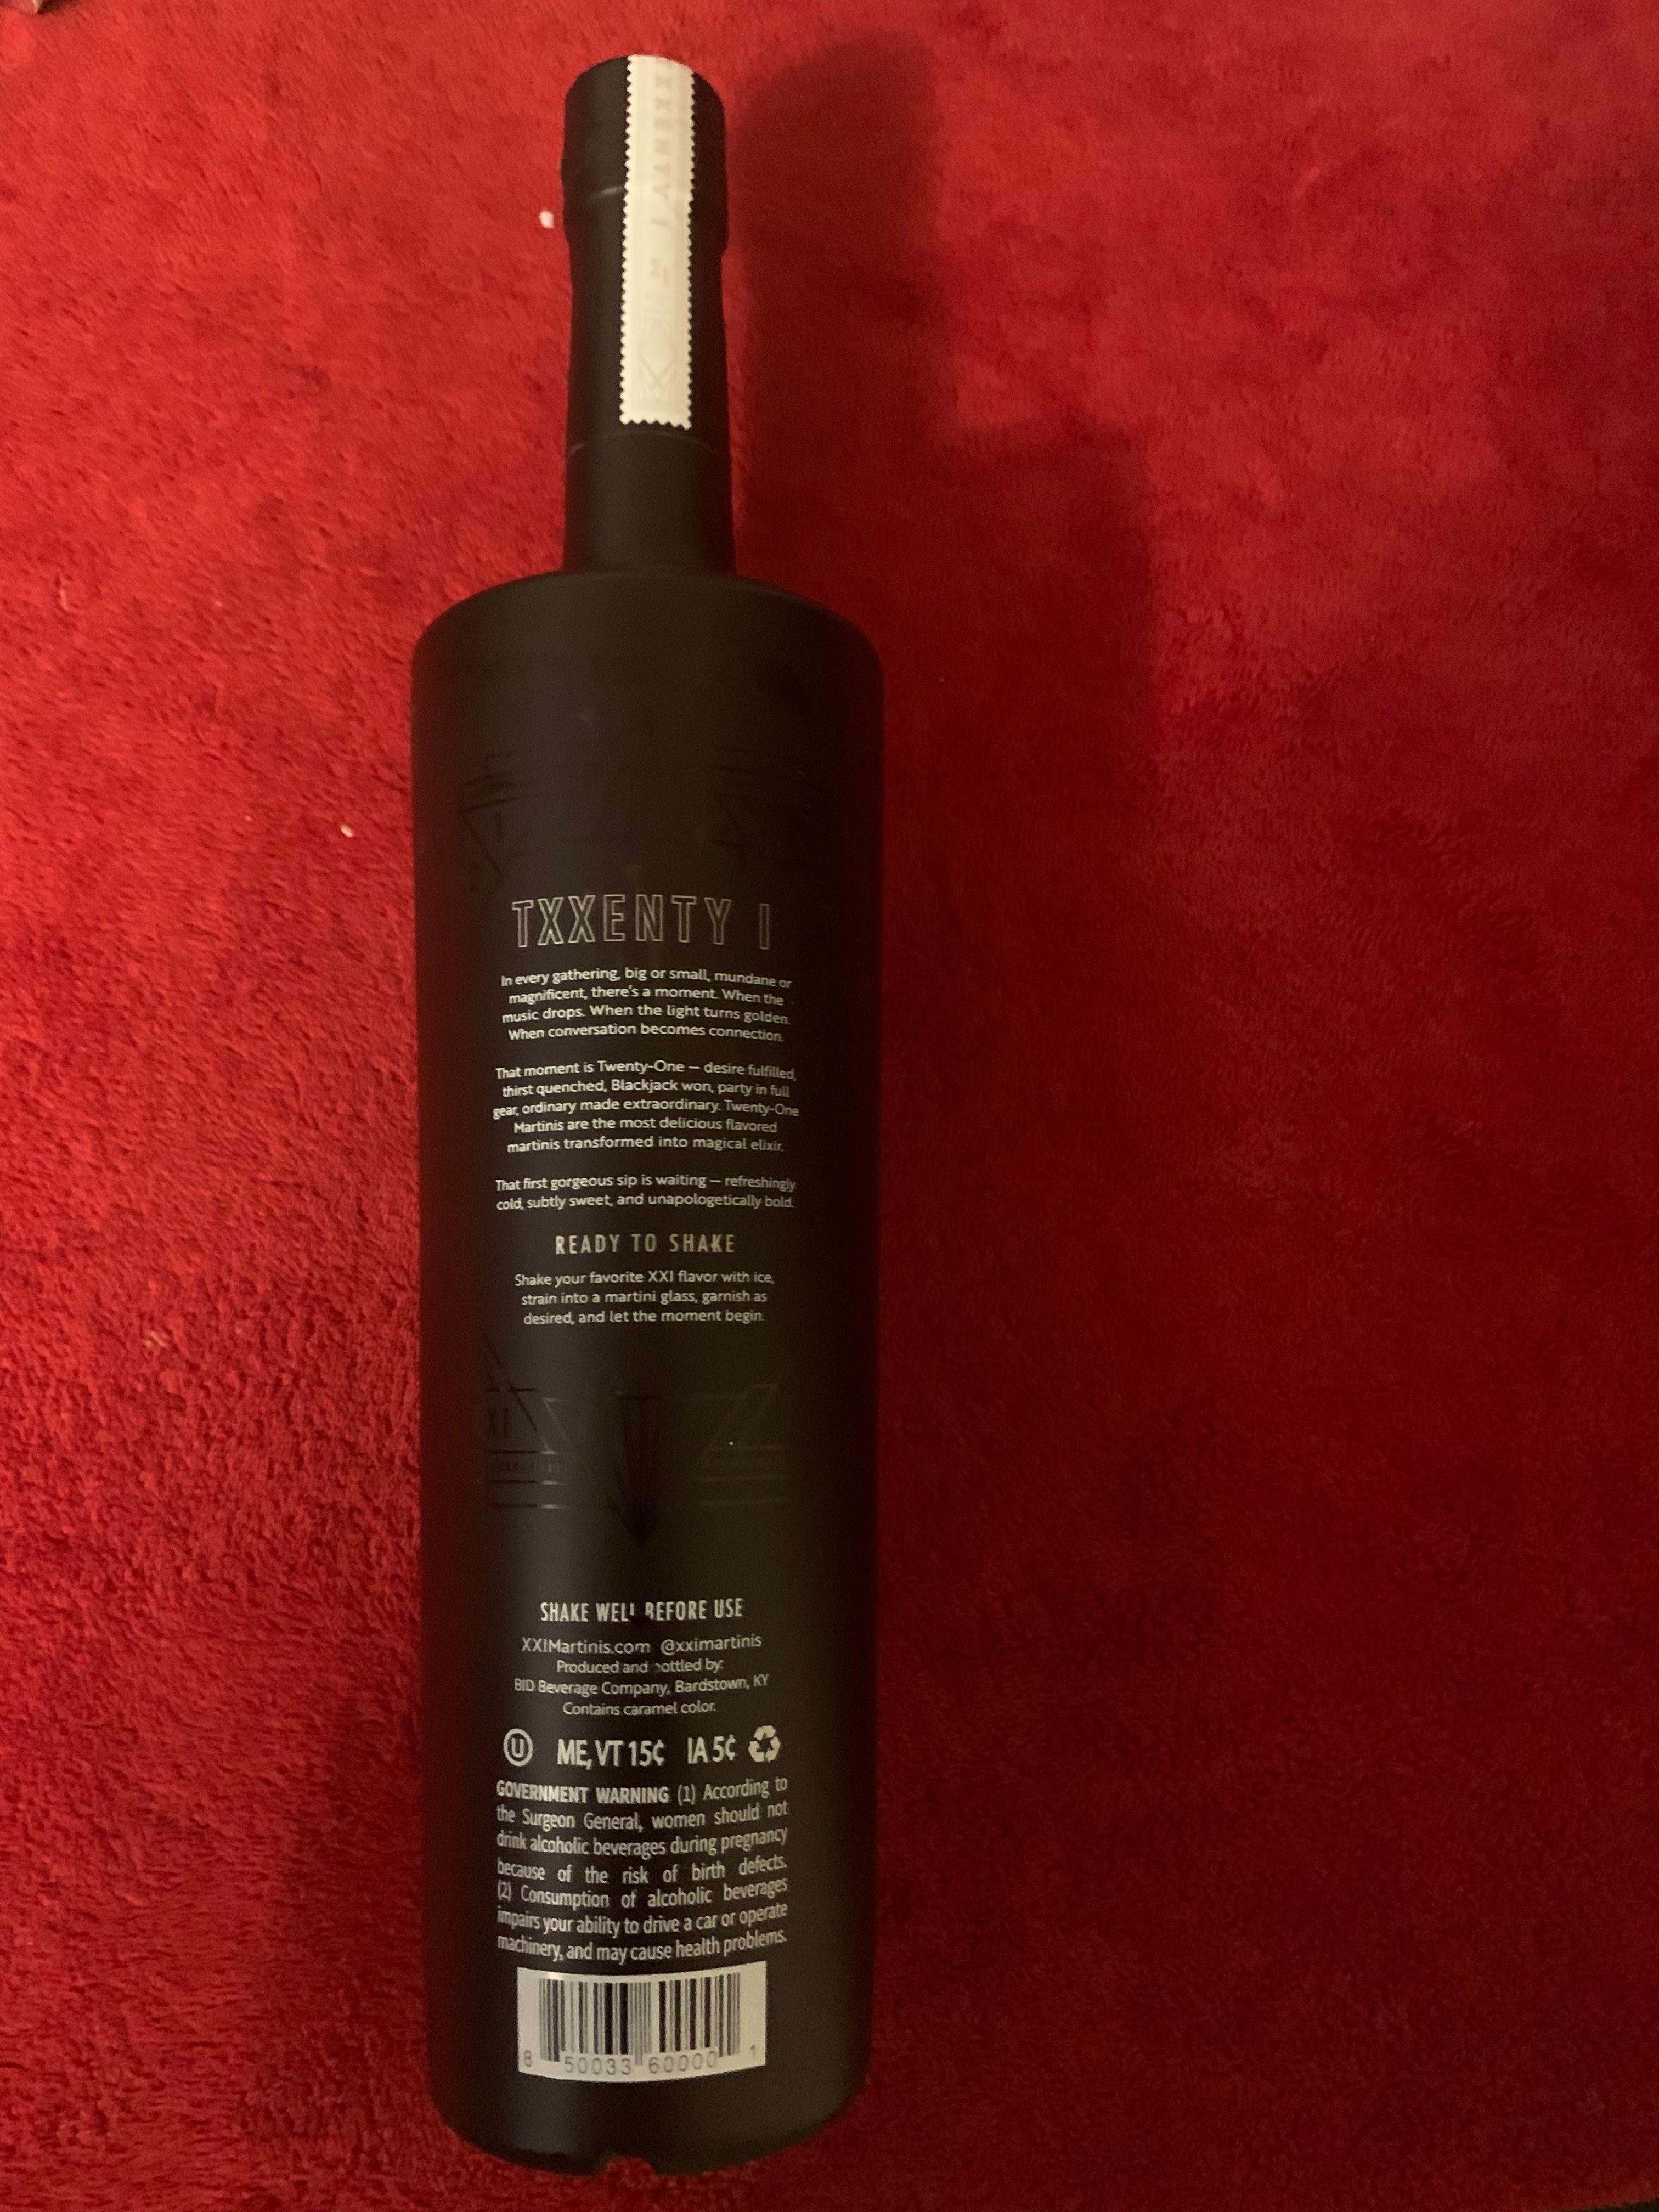 TXXENTY I
TXXENTY I
In every gathering, big or small, mundane or
magnificent, there's a moment. When the
music drops. When the light turns golden.
When conversation becomes connection.
That moment is Twenty-One — desire fulfilled,
thirst quenched, Blackjack won, party in full
gear, ordinary made extraordinary. Twenty-One
Martinis are the most delicious flavored
martinis transformed into magical elixir.
That first gorgeous sip is waiting — refreshingly
cold, subtly sweet, and unapologetically bold.
READY TO SHAKE
Shake your favorite XXI flavor with ice,
strain into a martini glass, garnish as
desired, and let the moment begin.
XI
SHAKE WELL BEFORE USE
XXIMartinis.com @xximartinis
Produced and bottled by:
BID Beverage Company, Bardstown, KY
Contains caramel color.
U ME, VT 15¢ IA 5¢
GOVERNMENT WARNING (1) According to
the Surgeon General, women should not
drink alcoholic beverages during pregnancy
because of the risk of birth defects.
(2) Consumption of alcoholic beverages
impairs your ability to drive a car or operate
machinery, and may cause health problems.
8 50033 60000 1